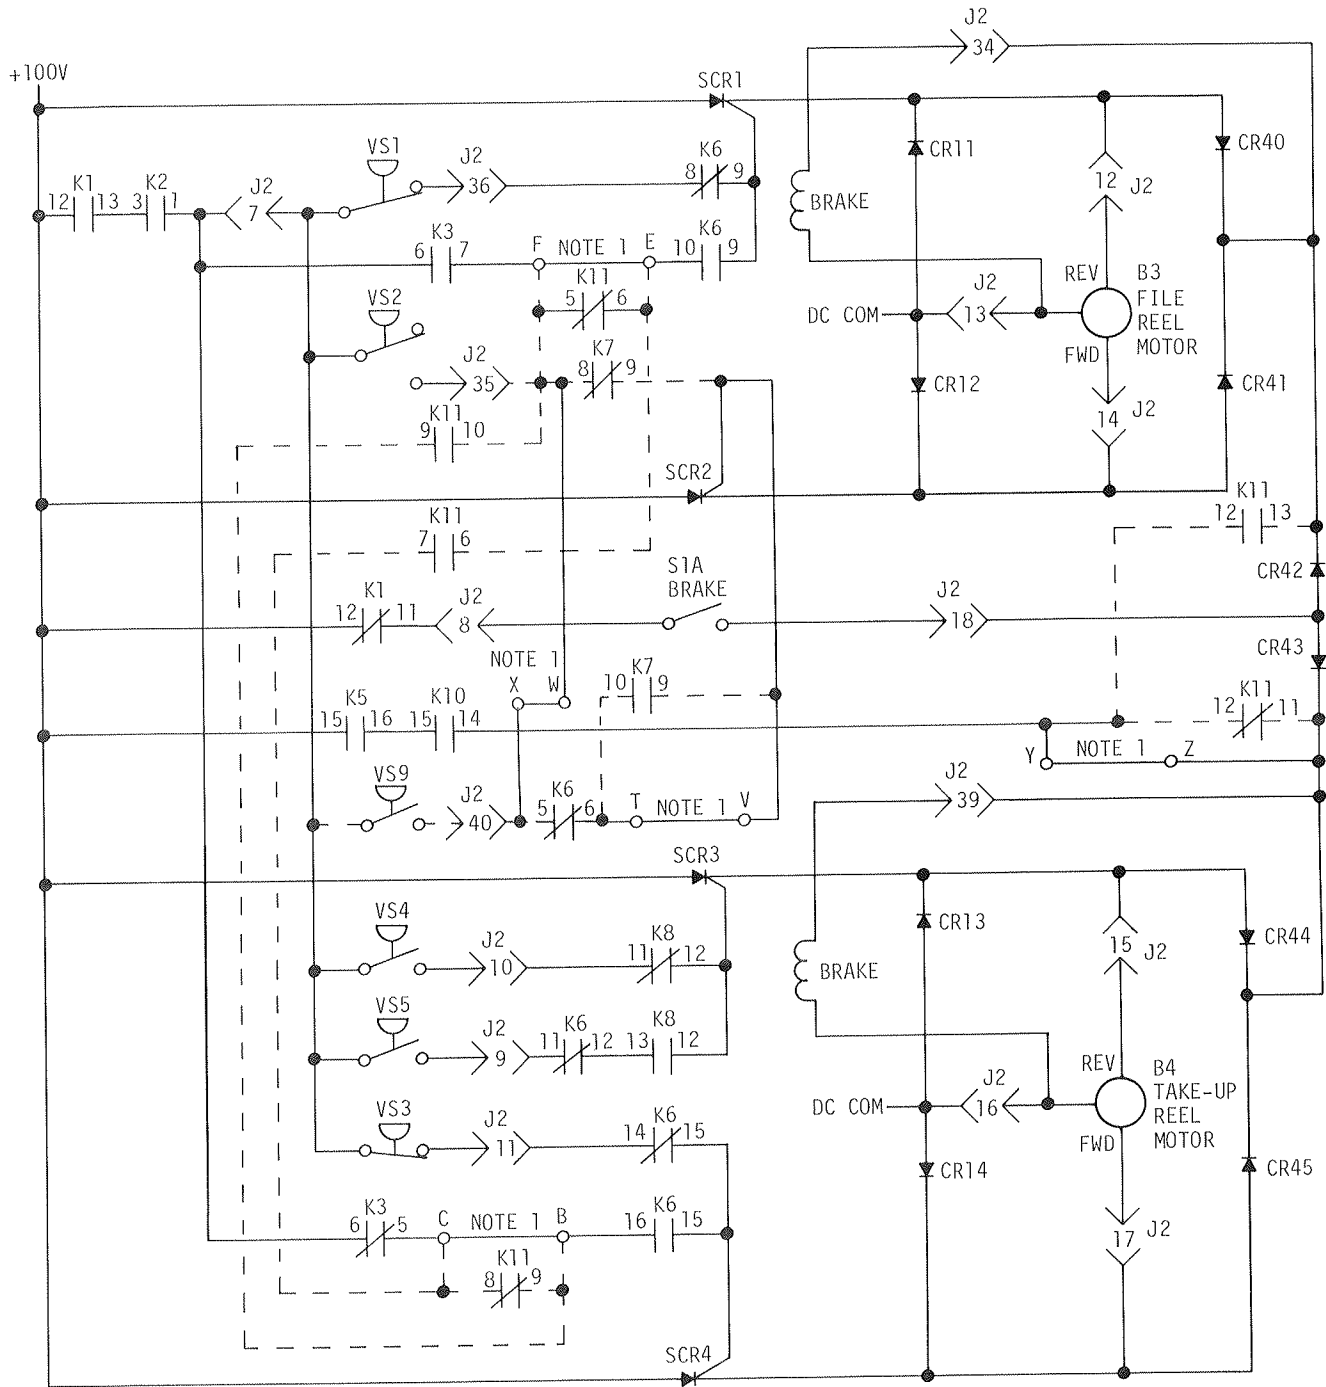 J2
34
+100V
SCR1
VS1
J2
36
K6
8 9
CR11
CR40
K1
12 13
K2
3 1
J2
7
BRAKE
12 J2
K3
6 7
F NOTE 1 E
K6
10 9
K11
5 6
REV
B3
FILE
REEL
MOTOR
J2
13
DC COM
FWD
VS2
J2
35
K7
8 9
CR12
CR41
14 J2
K11
9 10
SCR2
K11
12 13
K11
7 6
S1A
BRAKE
CR42
K1
12 11
J2
8
J2
18
CR43
NOTE 1
X W
K7
10 9
K11
12 11
K5
15 16
K10
15 14
Y NOTE 1 Z
VS9
J2
40
K6
5 6
T NOTE 1 V
J2
39
SCR3
VS4
J2
10
K8
11 12
CR13
CR44
15 J2
BRAKE
VS5
J2
9
K6
11 12
K8
13 12
REV
B4
TAKE-UP
REEL
MOTOR
J2
16
DC COM
FWD
VS3
J2
11
K6
14 15
CR14
CR45
K3
6 5
C NOTE 1 B
K6
16 15
17 J2
K11
8 9
SCR4